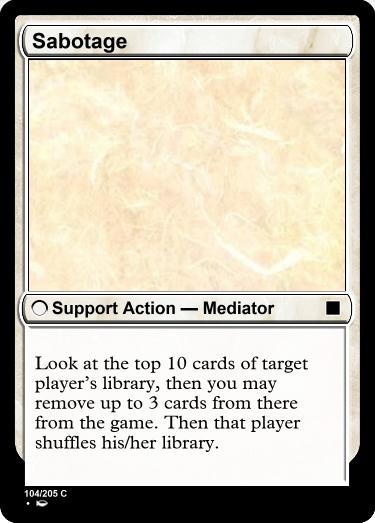 Sabotage
Support Action — Mediator
Look at the top 10 cards of target
player's library, then you may
remove up to 3 cards from there
from the game. Then that player
shuffles his/her library.
104/205 C